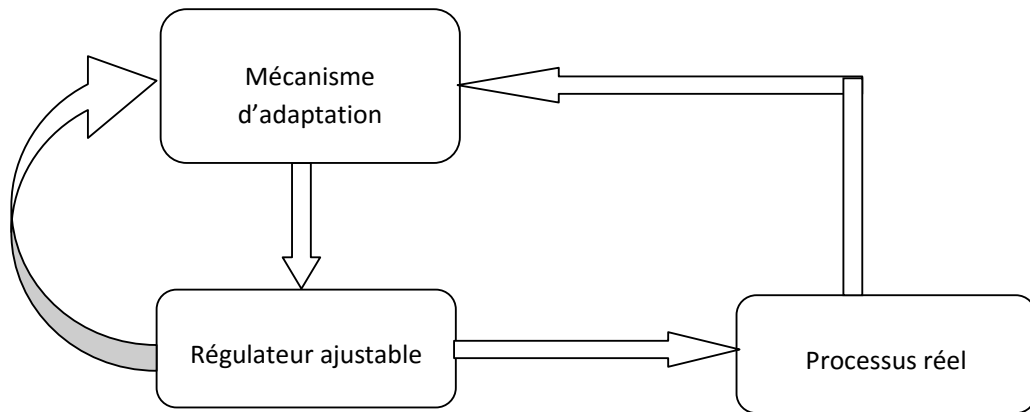 Mécanisme
d’adaptation
Régulateur ajustable
Processus réel